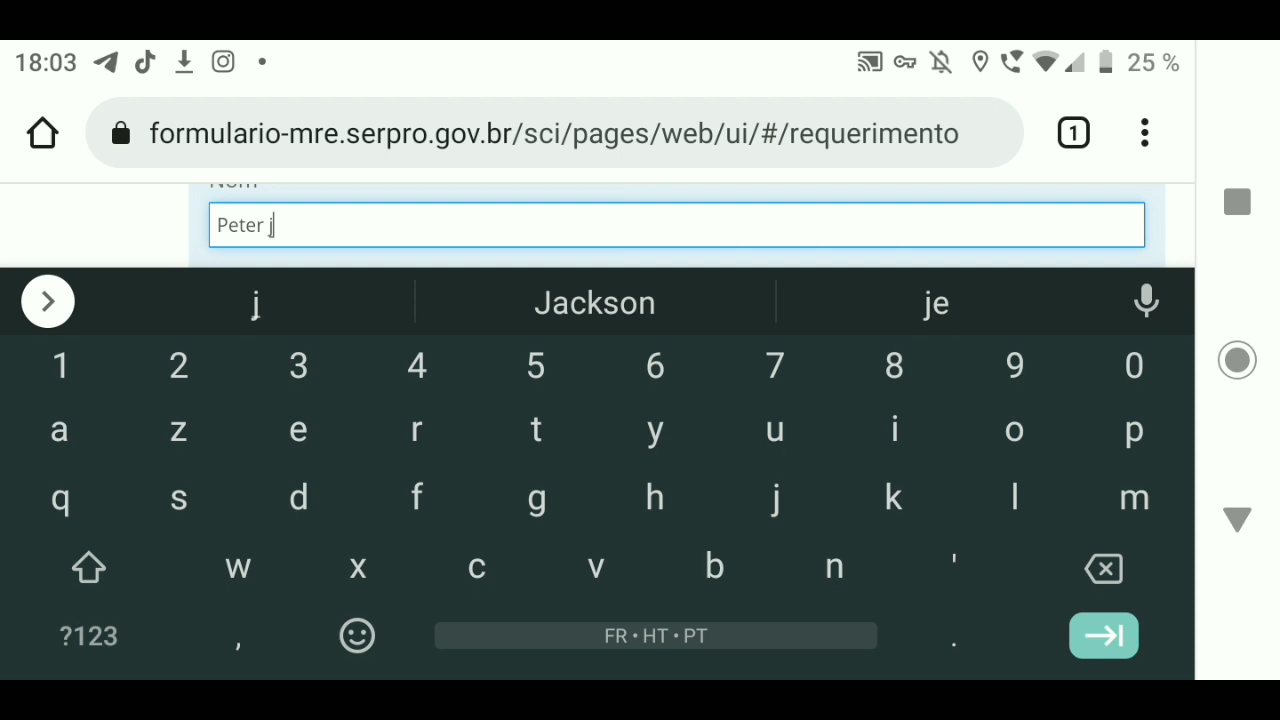 18:03
25 %
formulario-mre.serpro.gov.br/sci/pages/web/ui/#/requerimento
1
Nom
Peter j
j Jackson je
1 2 3 4 5 6 7 8 9 0
a z e r t y u i o p
q s d f g h j k l m
w x c v b n '
?123 , FR • HT • PT .